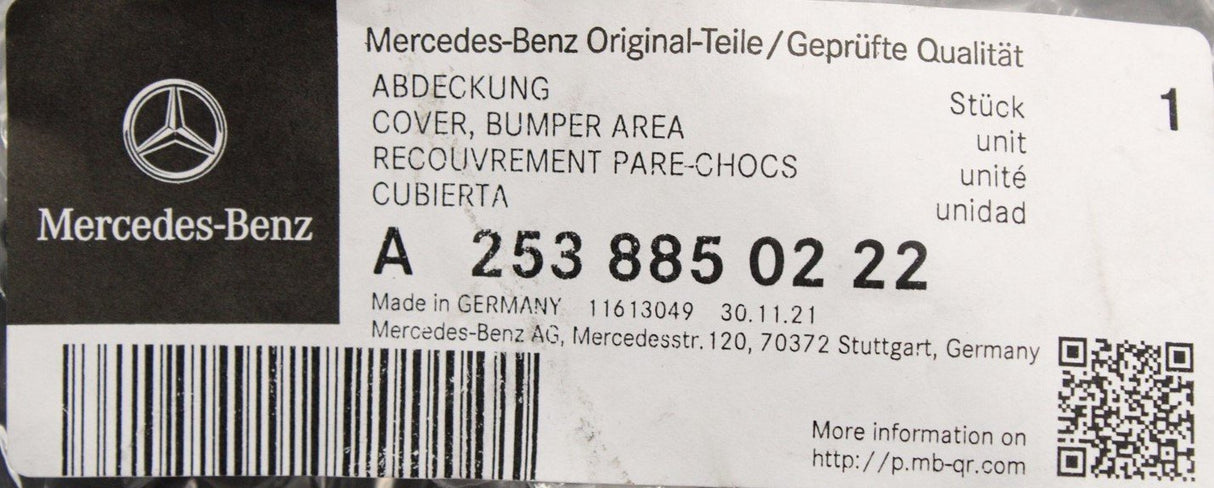 Mercedes-Benz
Mercedes-Benz Original-Teile/Geprüfte Qualität
ABDECKUNG
COVER, BUMPER AREA
RECOUVREMENT PARE-CHOCS
CUBIERTA
Stück 1
unit
unité
unidad
A 253 885 02 22
Made in GERMANY 11613049 30.11.21
Mercedes-Benz AG, Mercedesstr. 120, 70372 Stuttgart, Germany
More information on
http://p.mb-qr.com